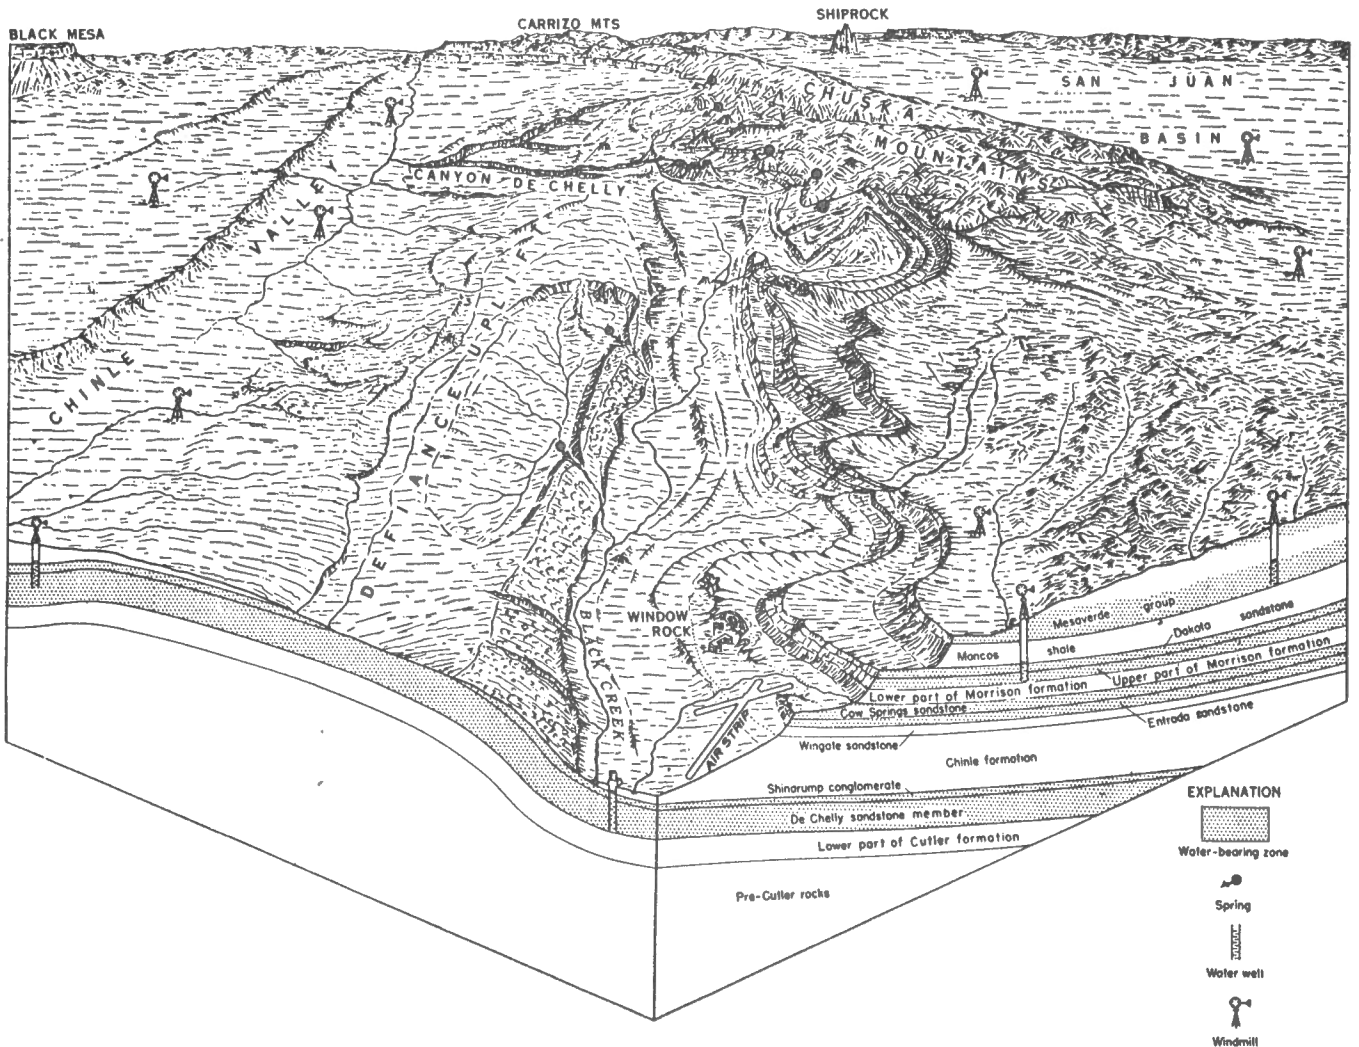 BLACK MESA
CARRIZO MTS
SHIPROCK
SAN JUAN
BASIN
CHUSKA
MOUNTAINS
CANYON DE CHELLY
CHINLE VALLEY
DEFIANCE UPLIFT
BLACK CREEK
WINDOW
ROCK
AIR STRIP
Mesaverde group
Mancos shale
Dakota sandstone
Upper part of Morrison formation
Lower part of Morrison formation
Cow Springs sandstone
Entrada sandstone
Wingate sandstone
Chinle formation
Shinarump conglomerate
De Chelly sandstone member
Lower part of Cutler formation
Pre-Cutler rocks
EXPLANATION
Water-bearing zone
Spring
Water well
Windmill